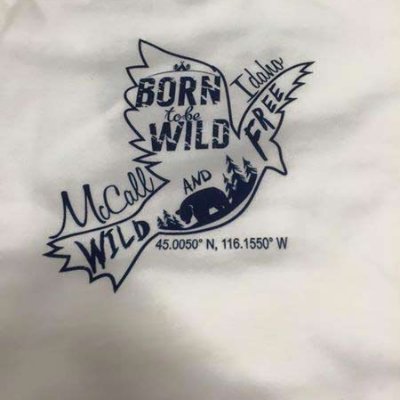 BORN
to be
WILD
Idaho
McCall
WILD
AND
FREE
45.0050° N, 116.1550° W